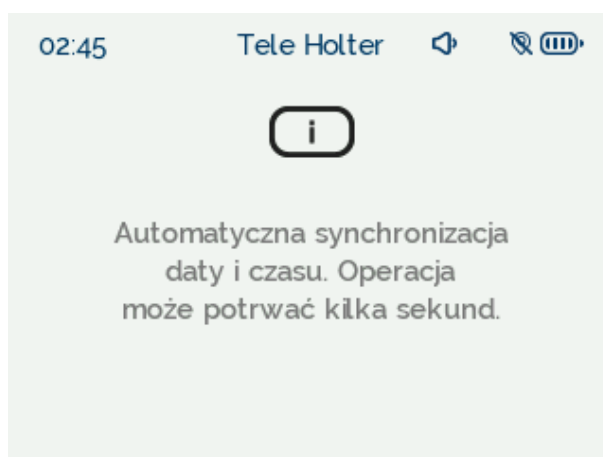 02:45 Tele Holter
i
Automatyczna synchronizacja
daty i czasu. Operacja
może potrwać kilka sekund.